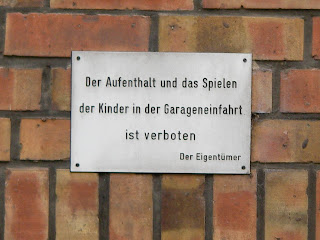 Der Aufenthalt und das Spielen
der Kinder in der Garageneinfahrt
ist verboten
Der Eigentümer